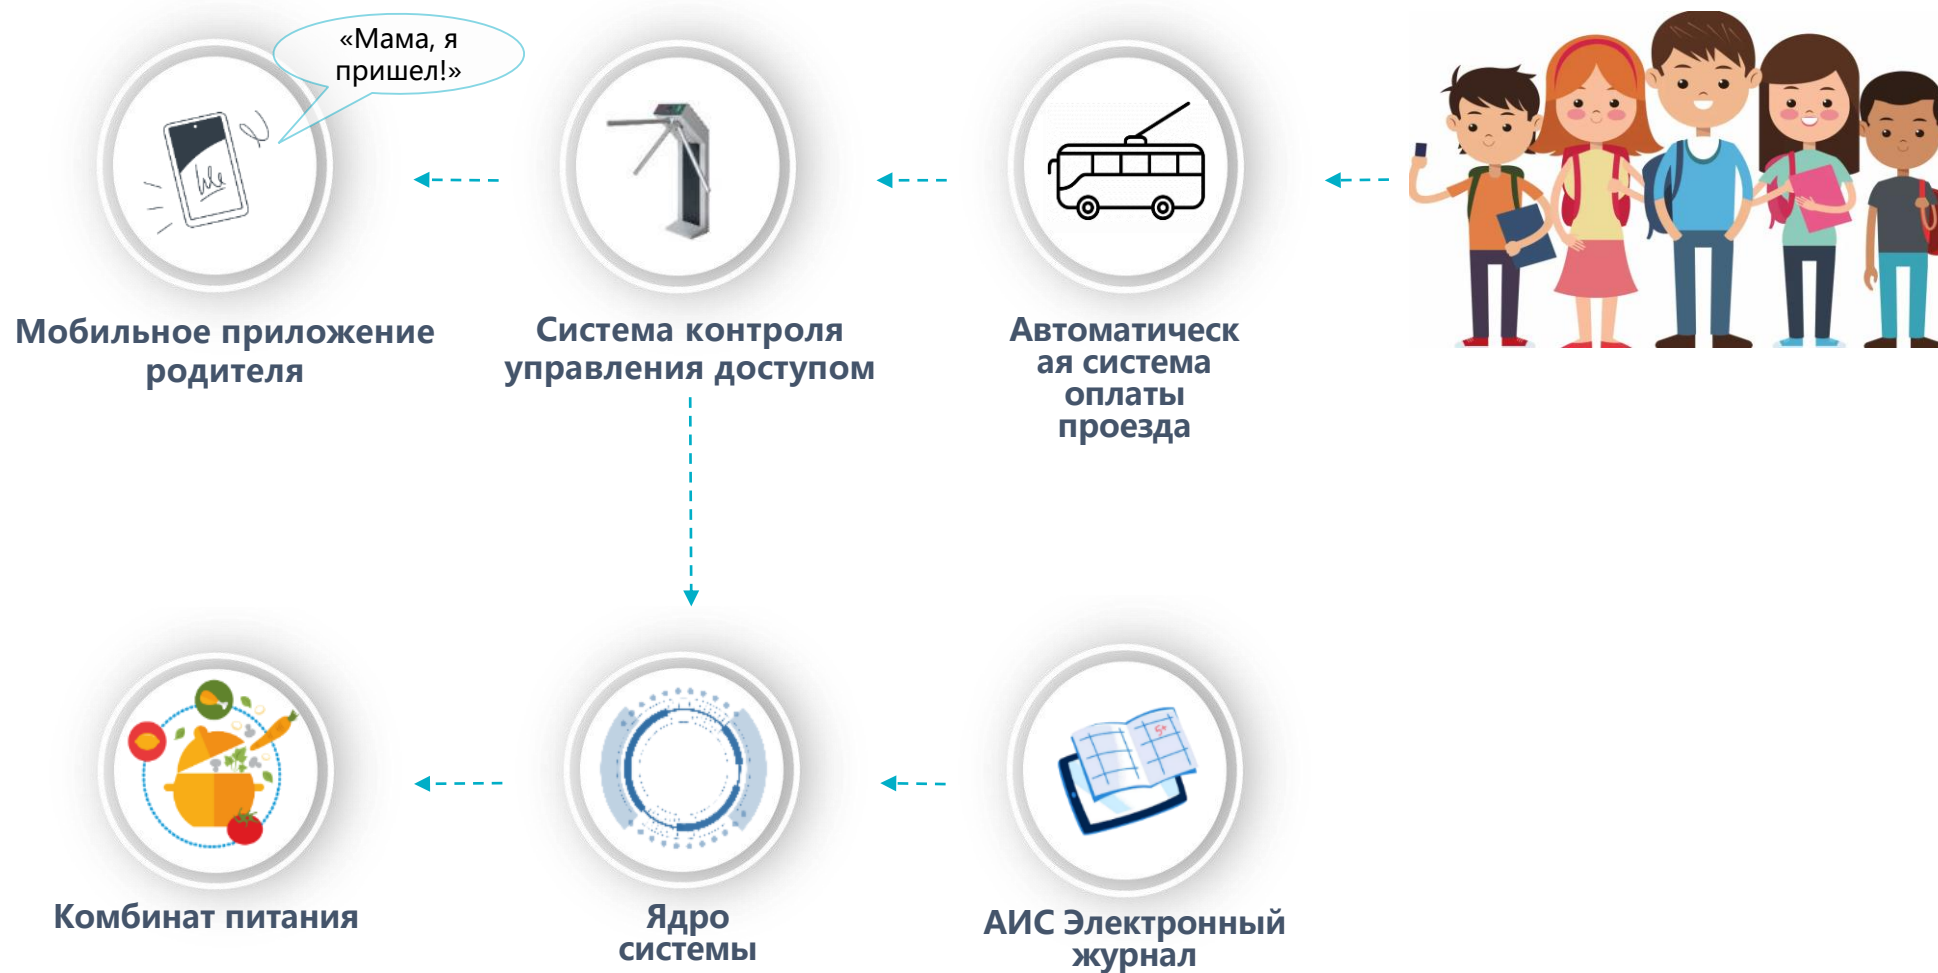 «Мама, я
пришел!»
Мобильное приложение
родителя
Система контроля
управления доступом
Автоматическ
ая система
оплаты
проезда
Комбинат питания
Ядро
системы
5+
АИС Электронный
журнал